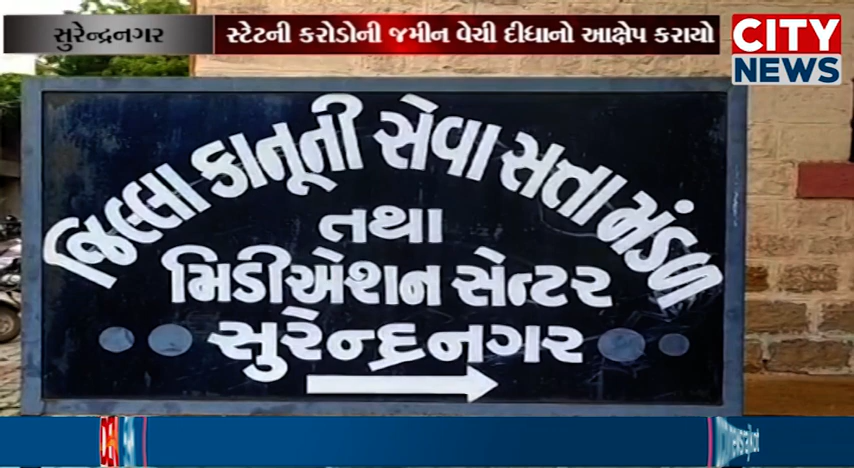 સુરેન્દ્રનગર
સ્ટેટની કરોડોની જમીન વેચી દીધાનો આક્ષેપ કરાયો
CITY
NEWS
જિલ્લા કાનૂની સેવા સત્તા મંડળ
તથા
મિડીએશન સેન્ટર
સુરેન્દ્રનગર